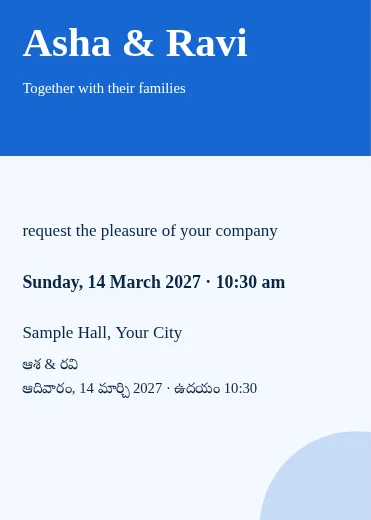 Asha & Ravi
Together with their families
request the pleasure of your company
Sunday, 14 March 2027 · 10:30 am
Sample Hall, Your City
ఆశ & రవి
ఆదివారం, 14 మార్చి 2027 · ఉదయం 10:30